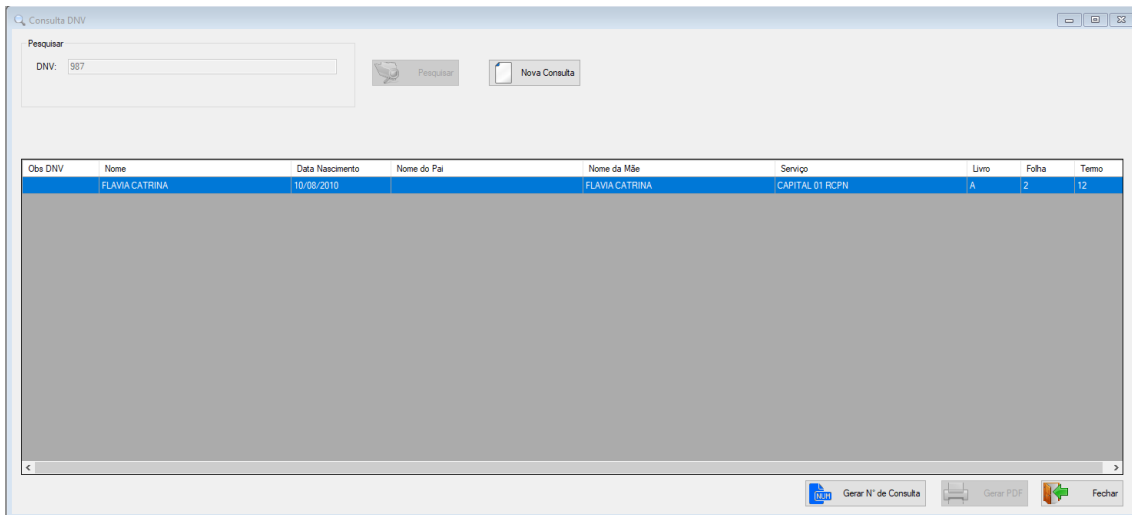 Consulta DNV
Pesquisar
DNV: 987
Pesquisar
Nova Consulta
Obs DNV Nome Data Nascimento Nome do Pai Nome da Mãe Serviço Livro Folha Termo
FLAVIA CATRINA 10/08/2010 FLAVIA CATRINA CAPITAL 01 RCPN A 2 12
NUM Gerar N° de Consulta Gerar PDF Fechar